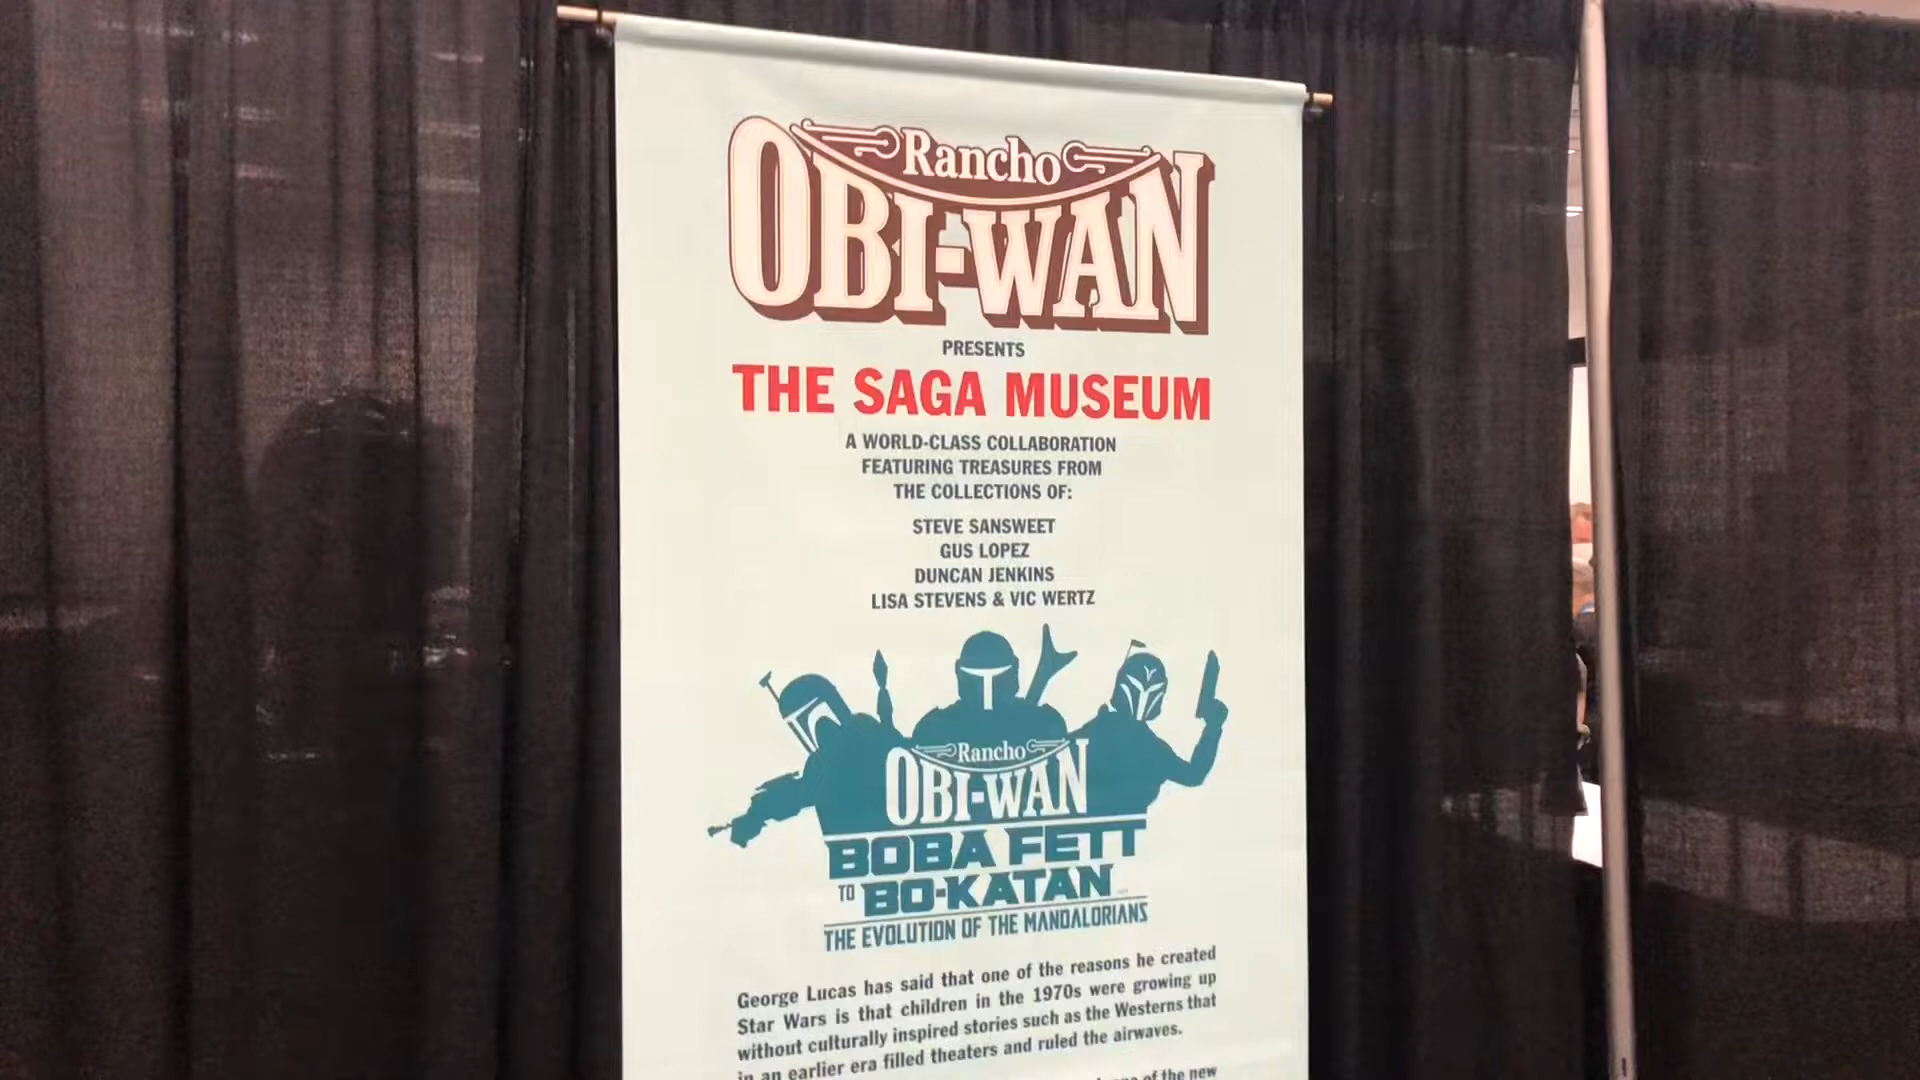 Rancho
OBI-WAN
PRESENTS
THE SAGA MUSEUM
A WORLD-CLASS COLLABORATION
FEATURING TREASURES FROM
THE COLLECTIONS OF:
STEVE SANSWEET
GUS LOPEZ
DUNCAN JENKINS
LISA STEVENS & VIC WERTZ
Rancho
OBI-WAN
BOBA FETT
TO BO-KATAN
THE EVOLUTION OF THE MANDALORIANS
George Lucas has said that one of the reasons he created
Star Wars is that children in the 1970s were growing up
without culturally inspired stories such as the Westerns that
in an earlier era filled theaters and ruled the airwaves.
of the new